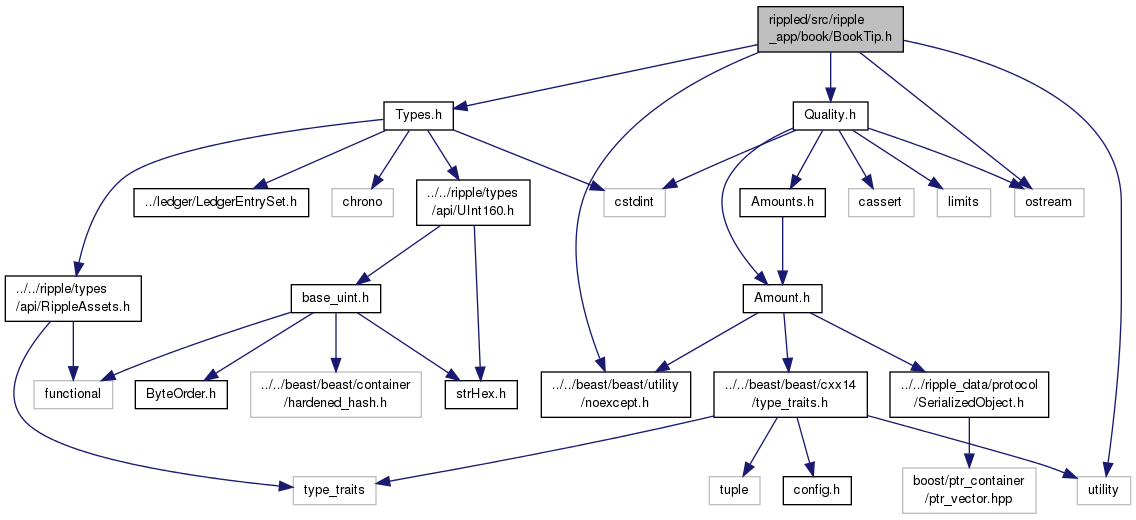 rippled/src/ripple
_app/book/BookTip.h
Types.h
Quality.h
../ledger/LedgerEntrySet.h
chrono
../../ripple/types
/api/UInt160.h
cstdint
Amounts.h
cassert
limits
ostream
../../ripple/types
/api/RippleAssets.h
base_uint.h
Amount.h
functional
ByteOrder.h
../../beast/beast/container
/hardened_hash.h
strHex.h
../../beast/beast/utility
/noexcept.h
../../beast/beast/cxx14
/type_traits.h
../../ripple_data/protocol
/SerializedObject.h
type_traits
tuple
config.h
boost/ptr_container
/ptr_vector.hpp
utility